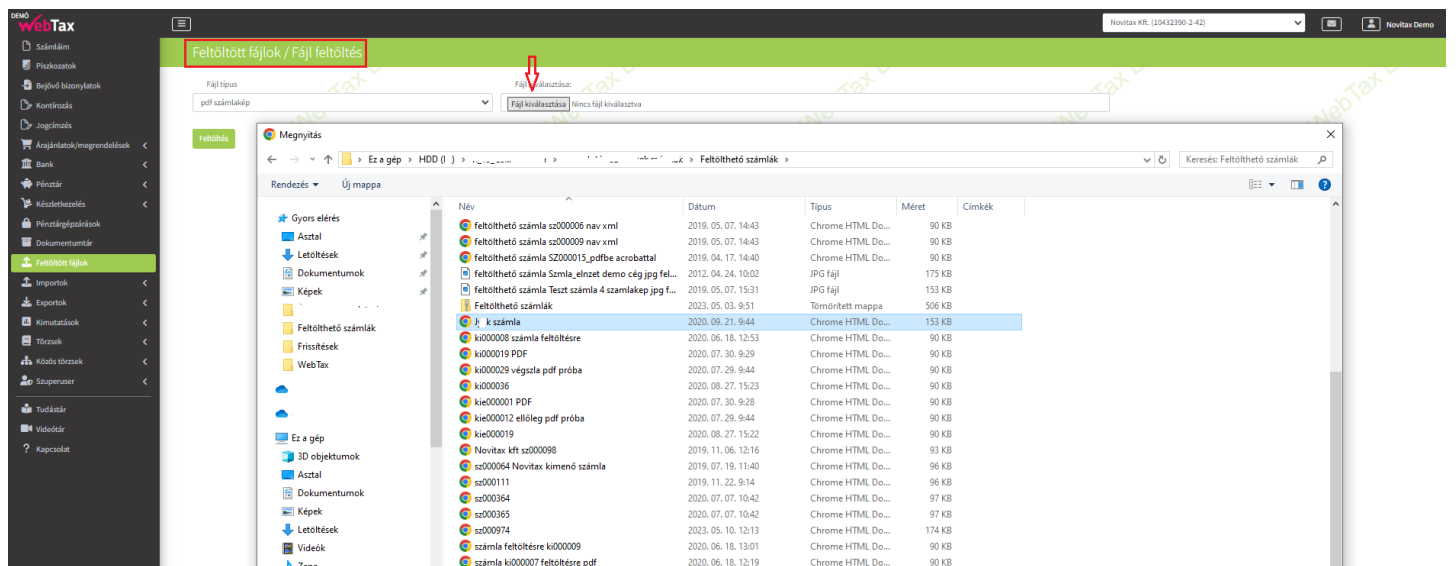 DEMÓ
WebTax
Novitax Kft. (10432390-2-42)
Novitax Demo
Számláim
Piszkozatok
Bejövő bizonylatok
Kontírozás
Jogcímzés
Árajánlatok/megrendelések
Bank
Pénztár
Készletkezelés
Pénztárgépzárások
Dokumentumtár
Feltöltött fájlok
Importok
Exportok
Kimutatások
Törzsek
Közös törzsek
Szuperuser
Tudástár
Videótár
Kapcsolat
Feltöltött fájlok / Fájl feltöltés
Fájl típus
pdf számlakép
Fájl kiválasztása:
Fájl kiválasztása Nincs fájl kiválasztva
Feltöltés
Megnyitás
Ez a gép > HDD (I ) > Feltölthető számlák >
Keresés: Feltölthető számlák
Rendezés Új mappa
Gyors elérés
Asztal
Letöltések
Dokumentumok
Képek
Feltölthető számlák
Frissítések
WebTax
Ez a gép
3D objektumok
Asztal
Dokumentumok
Képek
Letöltések
Videók
Zene
Név Dátum Típus Méret Címkék
feltölthető számla sz000006 nav xml 2019. 05. 07. 14:43 Chrome HTML Do... 90 KB
feltölthető számla sz000009 nav xml 2019. 05. 07. 14:43 Chrome HTML Do... 90 KB
feltölthető számla SZ000015_pdfbe acrobattal 2019. 04. 17. 14:40 Chrome HTML Do... 90 KB
feltölthető számla Szmla_elnzet demo cég jpg fel... 2012. 04. 24. 10:02 JPG fájl 175 KB
feltölthető számla Teszt számla 4 szamlakep jpg f... 2019. 05. 07. 15:31 JPG fájl 153 KB
Feltölthető számlák 2023. 05. 03. 9:51 Tömörített mappa 506 KB
számla 2020. 09. 21. 9:44 Chrome HTML Do... 153 KB
ki000008 számla feltöltésre 2020. 06. 18. 12:53 Chrome HTML Do... 90 KB
ki000019 PDF 2020. 07. 30. 9:29 Chrome HTML Do... 90 KB
ki000029 végszla pdf próba 2020. 07. 29. 9:44 Chrome HTML Do... 90 KB
ki000036 2020. 08. 27. 15:23 Chrome HTML Do... 90 KB
kie000001 PDF 2020. 07. 30. 9:28 Chrome HTML Do... 90 KB
kie000012 ellőleg pdf próba 2020. 07. 29. 9:44 Chrome HTML Do... 90 KB
kie000019 2020. 08. 27. 15:22 Chrome HTML Do... 90 KB
Novitax kft sz000098 2019. 11. 06. 12:16 Chrome HTML Do... 93 KB
sz000064 Novitax kimenő számla 2019. 07. 19. 11:40 Chrome HTML Do... 96 KB
sz000111 2019. 11. 22. 9:14 Chrome HTML Do... 96 KB
sz000364 2020. 07. 07. 10:42 Chrome HTML Do... 97 KB
sz000365 2020. 07. 07. 10:42 Chrome HTML Do... 97 KB
sz000974 2023. 05. 10. 12:13 Chrome HTML Do... 174 KB
számla feltöltésre ki000009 2020. 06. 18. 13:01 Chrome HTML Do... 90 KB
számla ki000007 feltöltésre pdf 2020. 06. 18. 12:19 Chrome HTML Do... 90 KB